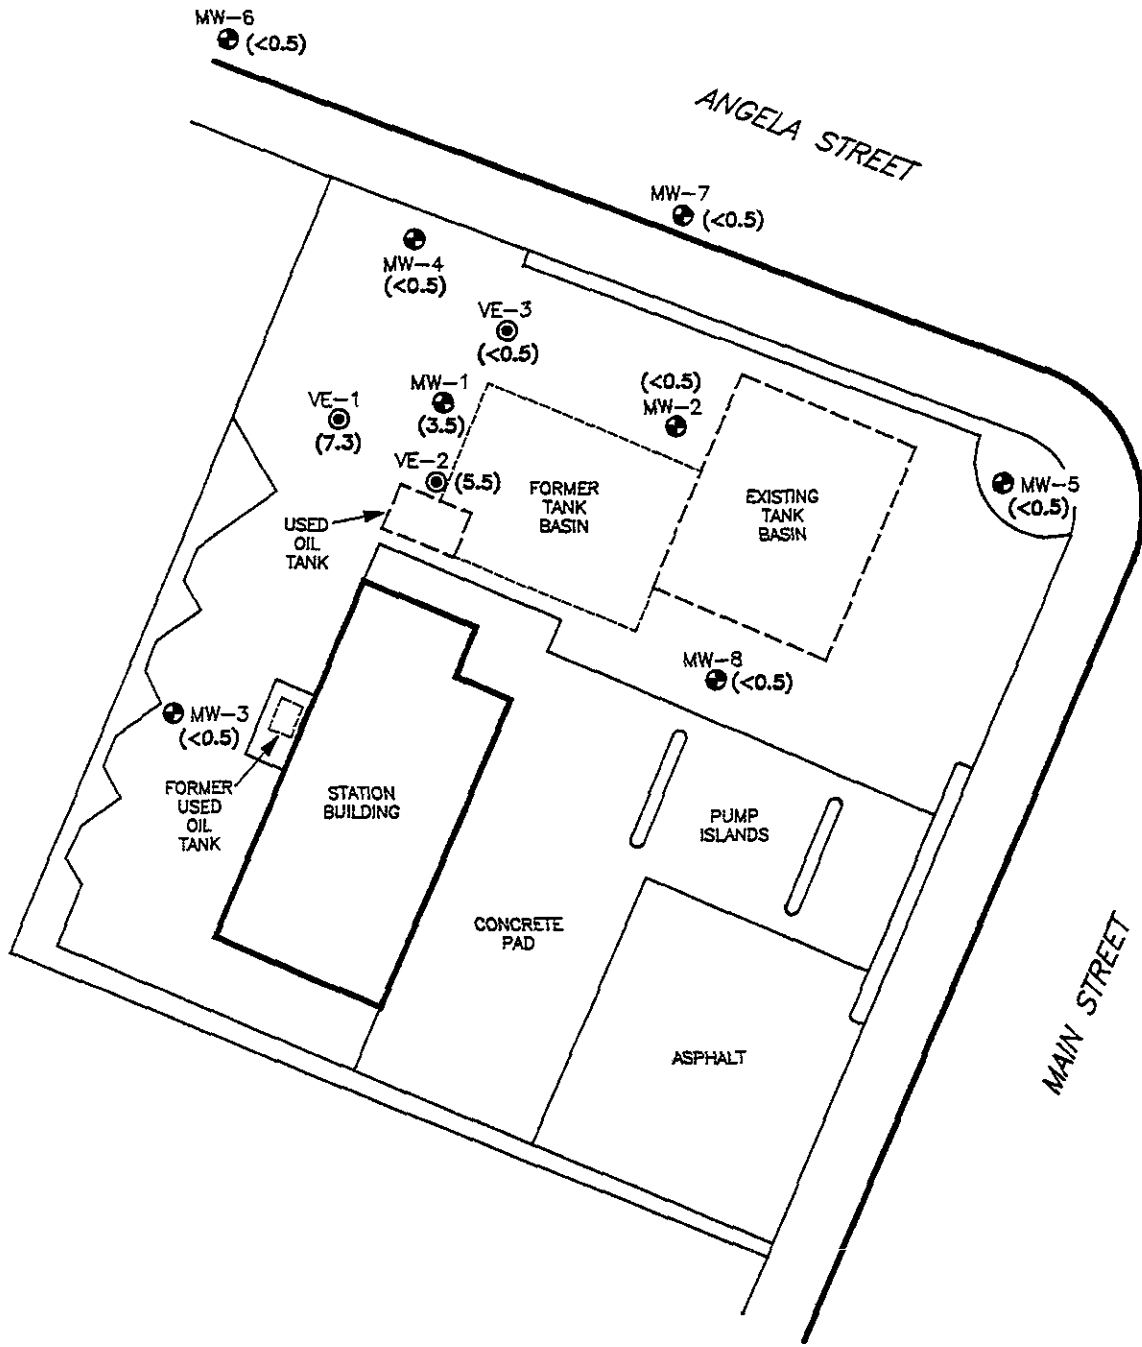 MW-6
(<0.5)
ANGELA STREET
MW-7
(<0.5)
MW-4
(<0.5)
VE-3
(<0.5)
MW-1
(3.5)
(<0.5)
MW-2
VE-1
(7.3)
VE-2
(5.5)
FORMER
TANK
BASIN
EXISTING
TANK
BASIN
MW-5
(<0.5)
USED
OIL
TANK
MW-8
(<0.5)
MW-3
(<0.5)
FORMER
USED
OIL
TANK
STATION
BUILDING
PUMP
ISLANDS
CONCRETE
PAD
ASPHALT
MAIN STREET